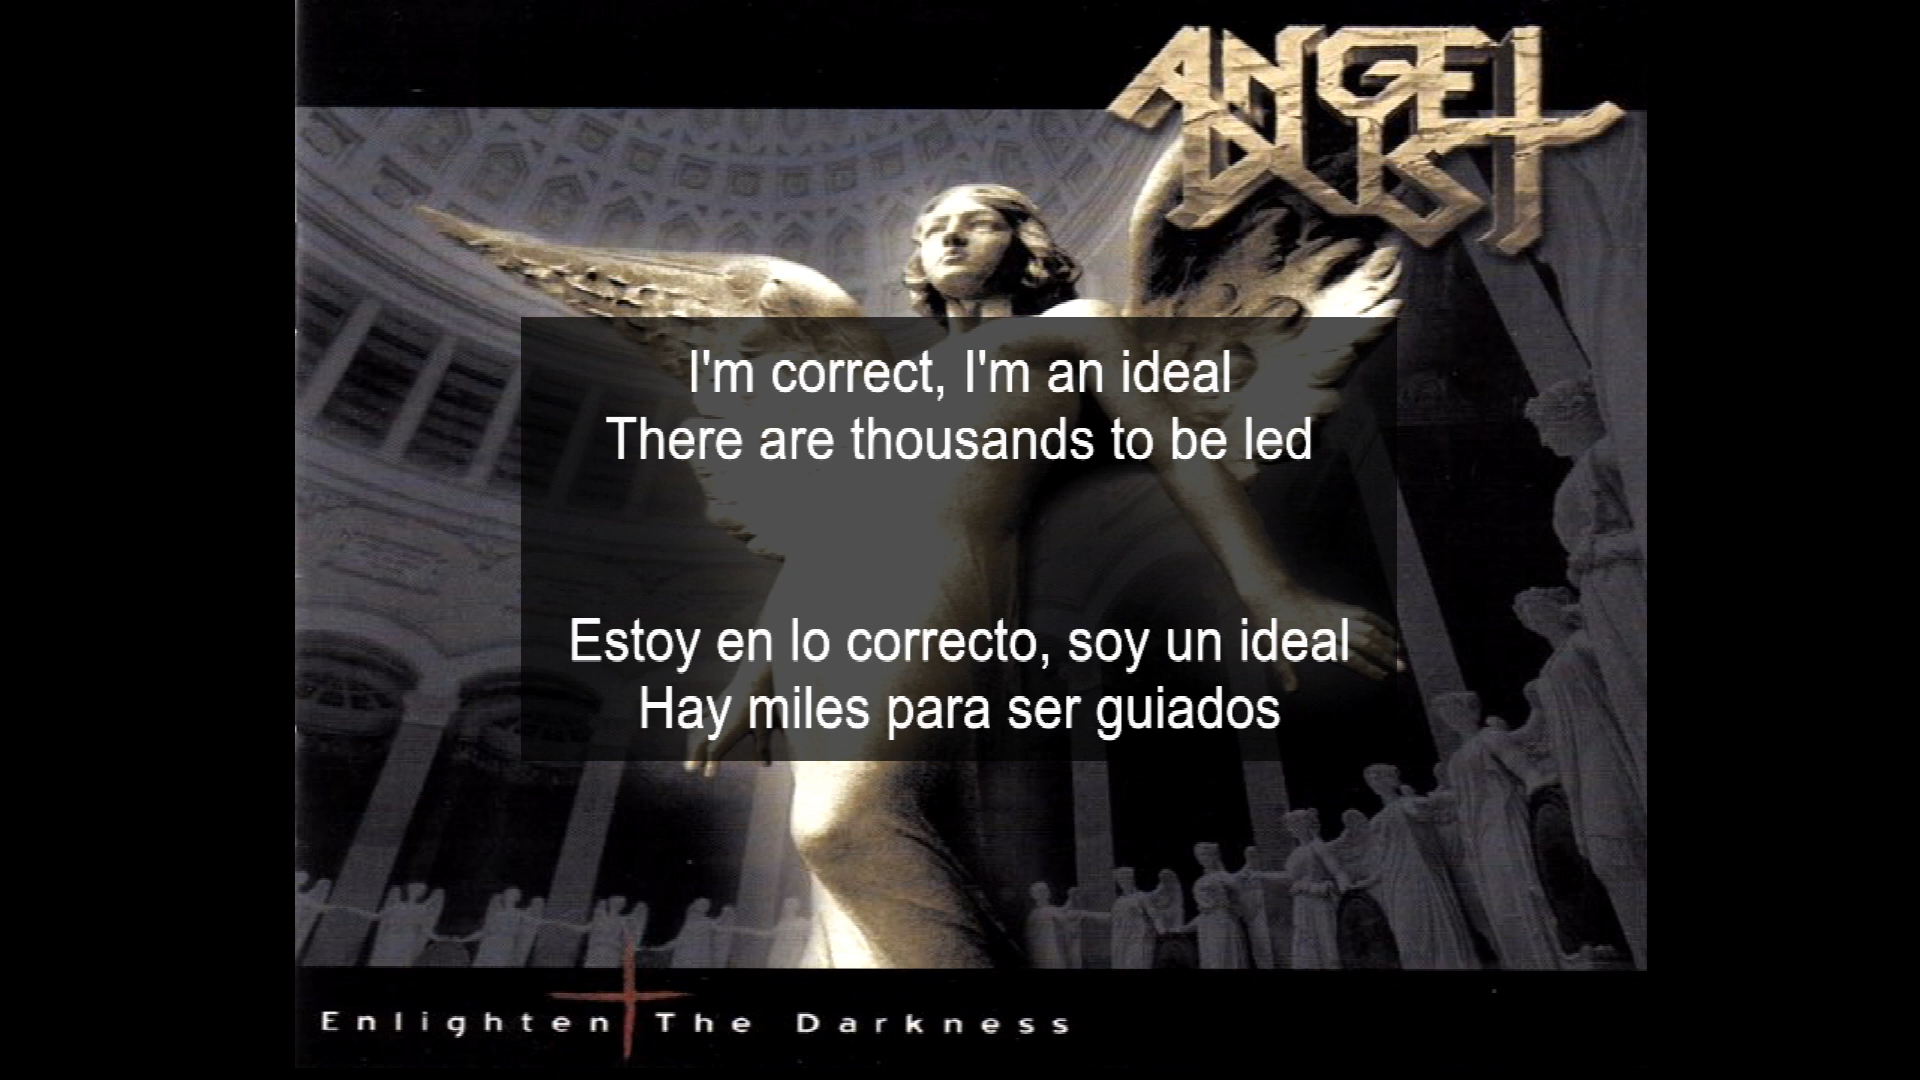 ANGEL
DUST
I'm correct, I'm an ideal
There are thousands to be led
Estoy en lo correcto, soy un ideal
Hay miles para ser guiados
Enlighten The Darkness